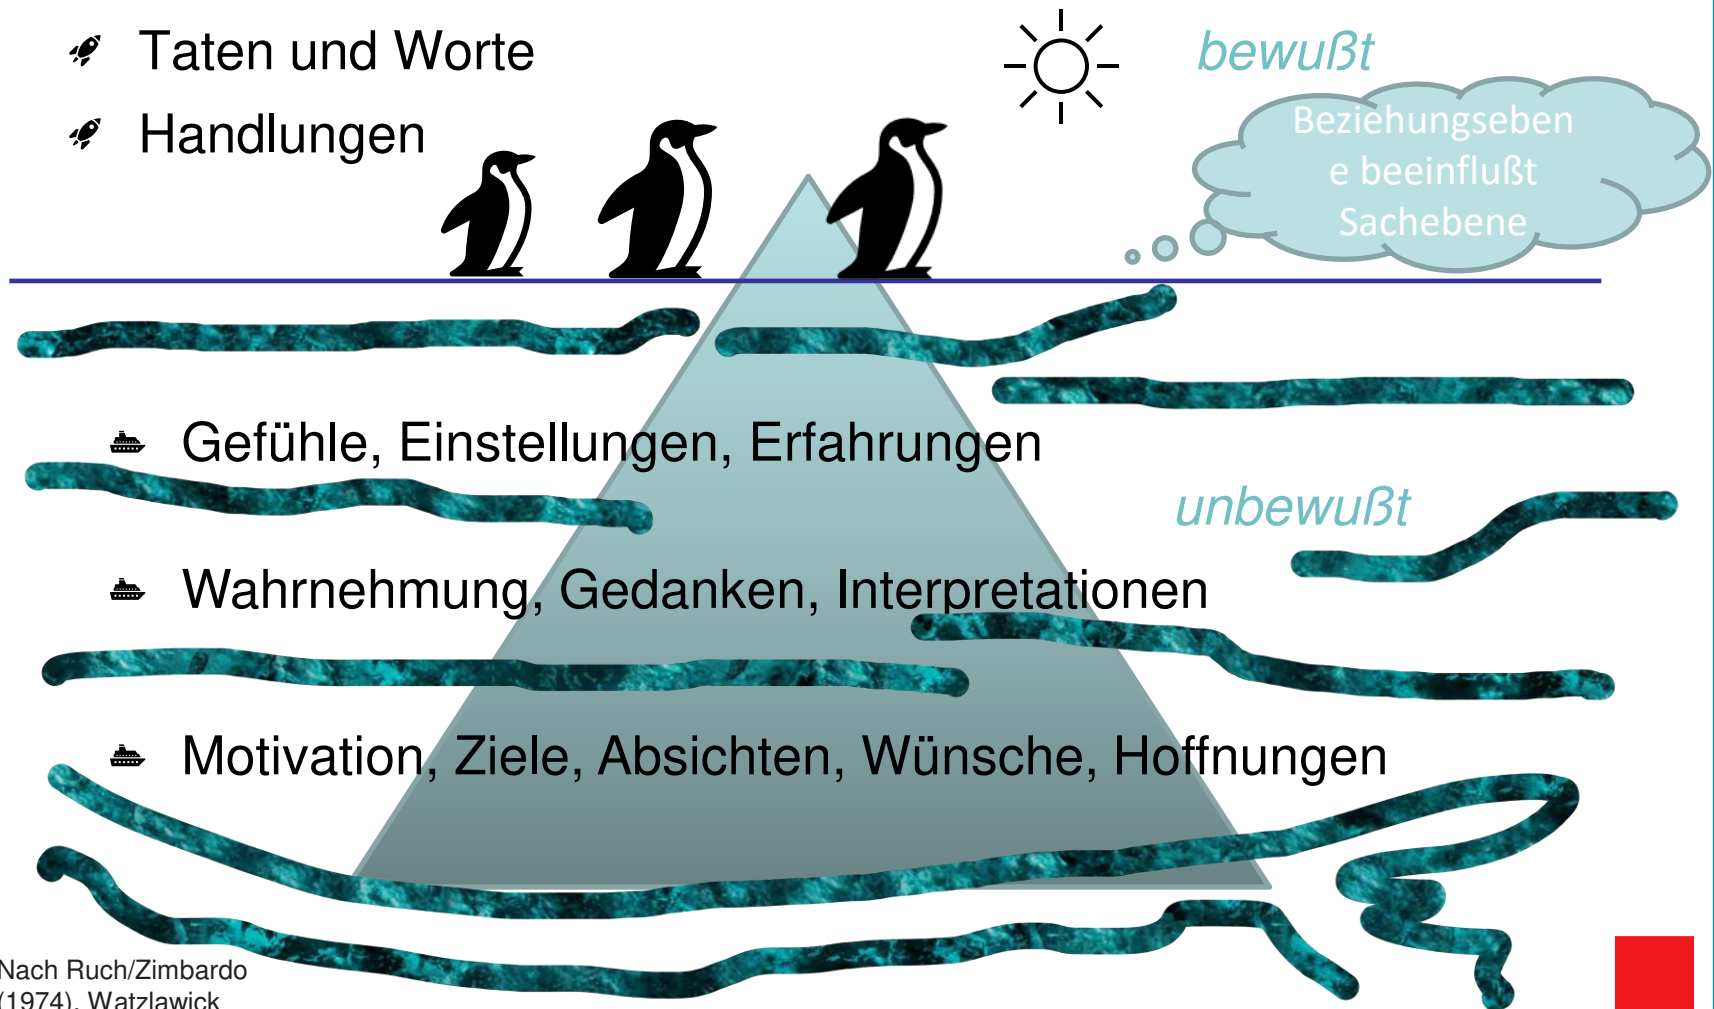 Taten und Worte
bewußt
Handlungen
Beziehungseben
e beeinflußt
Sachebene
Gefühle, Einstellungen, Erfahrungen
unbewußt
Wahrnehmung, Gedanken, Interpretationen
Motivation, Ziele, Absichten, Wünsche, Hoffnungen
Nach Ruch/Zimbardo
(1974), Watzlawick